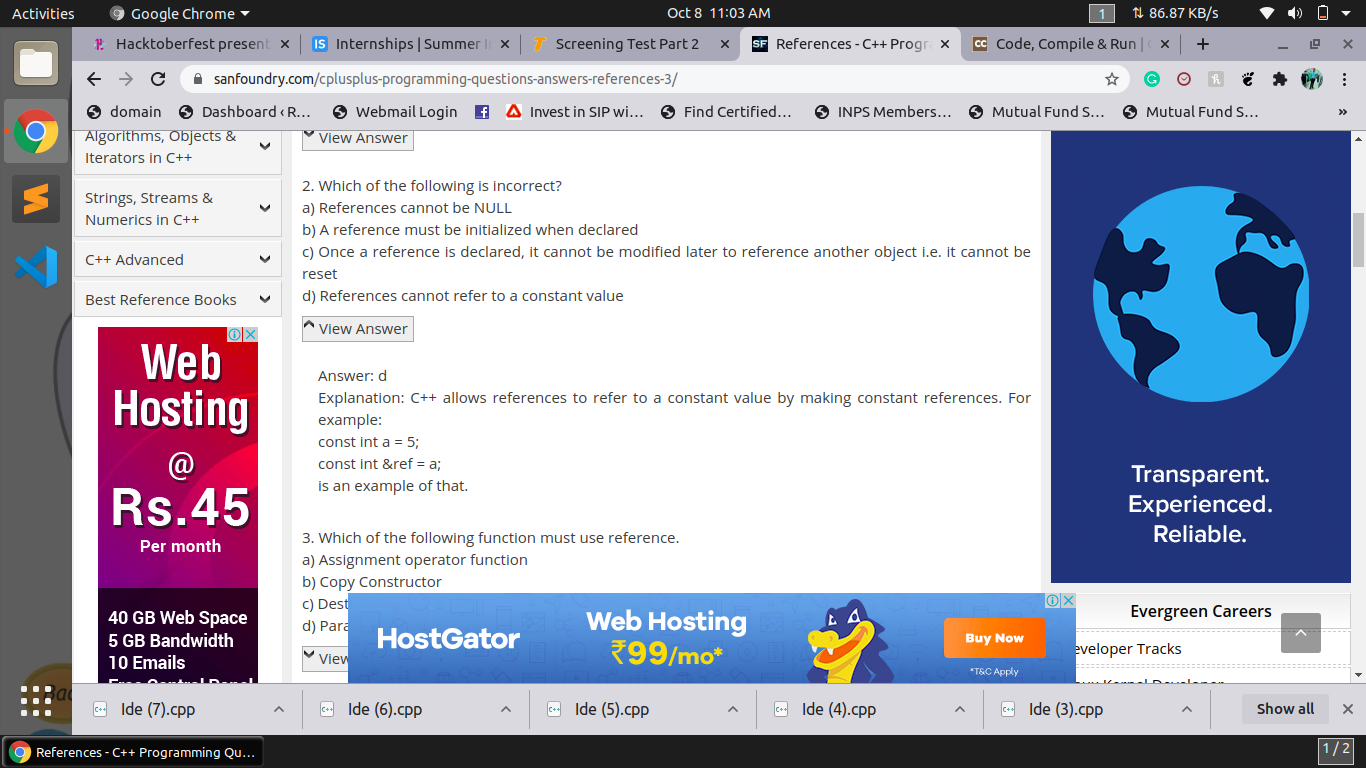 Activities
Google Chrome
Oct 8 11:03 AM
1
86.87 KB/s
Hacktoberfest present
Internships | Summer I
Screening Test Part 2
References - C++ Progra
Code, Compile & Run |
sanfoundry.com/cplusplus-programming-questions-answers-references-3/
domain
Dashboard ‹ R…
Webmail Login
Invest in SIP wi…
Find Certified…
INPS Members…
Mutual Fund S…
Mutual Fund S…
»
Algorithms, Objects &
Iterators in C++
Strings, Streams &
Numerics in C++
C++ Advanced
Best Reference Books
Web
Hosting
@
Rs.45
Per month
40 GB Web Space
5 GB Bandwidth
10 Emails
Free Control Panel
View Answer
2. Which of the following is incorrect?
a) References cannot be NULL
b) A reference must be initialized when declared
c) Once a reference is declared, it cannot be modified later to reference another object i.e. it cannot be
reset
d) References cannot refer to a constant value
View Answer
Answer: d
Explanation: C++ allows references to refer to a constant value by making constant references. For
example:
const int a = 5;
const int &ref = a;
is an example of that.
3. Which of the following function must use reference.
a) Assignment operator function
b) Copy Constructor
c) Dest
d) Para
View
HostGator
Web Hosting
₹99/mo*
Buy Now
*T&C Apply
Transparent.
Experienced.
Reliable.
Evergreen Careers
eveloper Tracks
Kernel Developer
Ide (7).cpp
Ide (6).cpp
Ide (5).cpp
Ide (4).cpp
Ide (3).cpp
Show all
References - C++ Programming Qu…
1 / 2